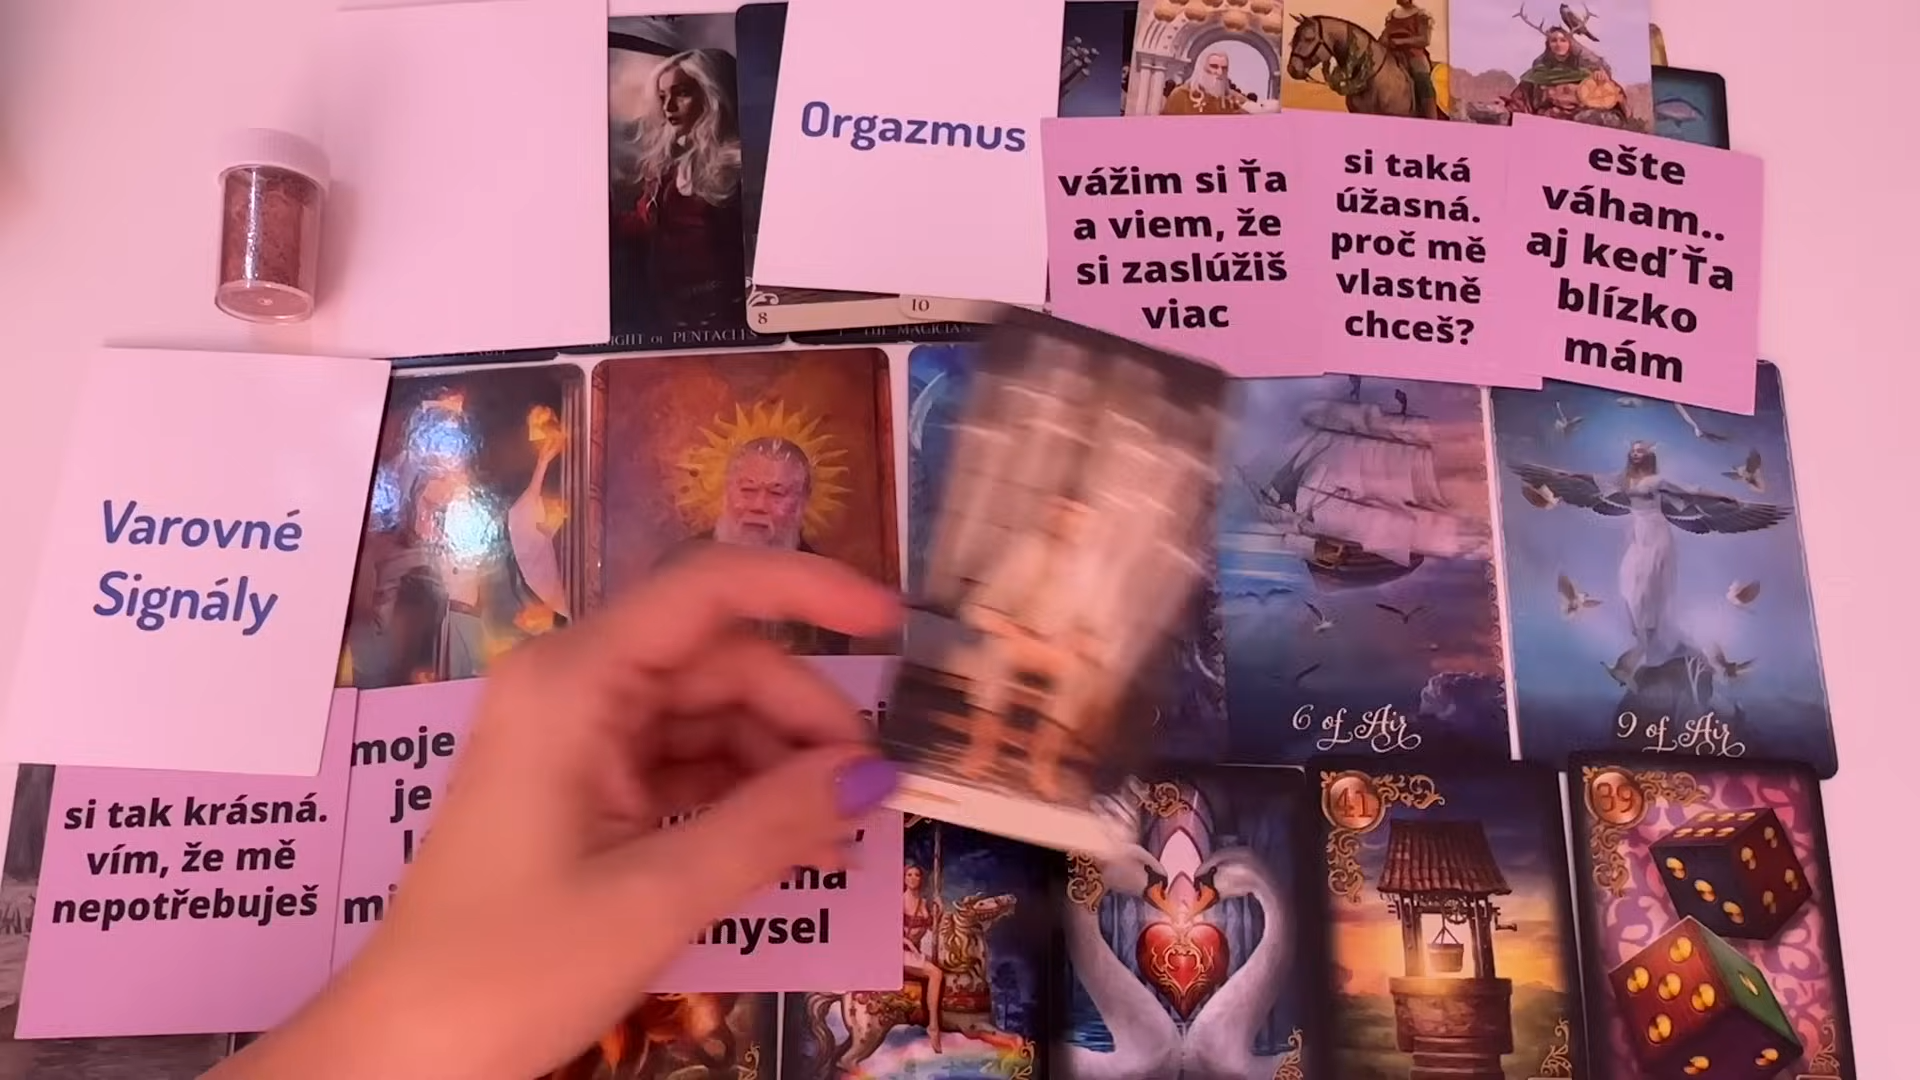 Orgazmus
vážim si Ťa
a viem, že
si zaslúžiš
viac
si taká
úžasná.
proč mě
vlastně
chceš?
ešte
váham..
aj keď Ťa
blízko
mám
8
10
OF PENTACLES
THE MAGICIAN
Varovné
Signály
6 of Air
9 of Air
si tak krásná.
vím, že mě
nepotřebuješ
moje
je
mysel
41
39